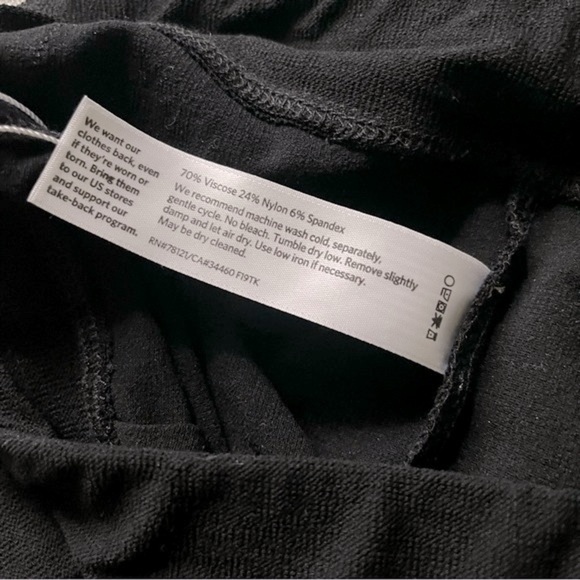 We want our
clothes back, even
if they're worn or
torn. Bring them
to our US stores
and support our
take-back program.
70% Viscose 24% Nylon 6% Spandex
We recommend machine wash cold, separately,
gentle cycle. No bleach. Tumble dry low. Remove slightly
damp and let air dry. Use low iron if necessary.
May be dry cleaned.
RN#78121/CA#34460 F19TK